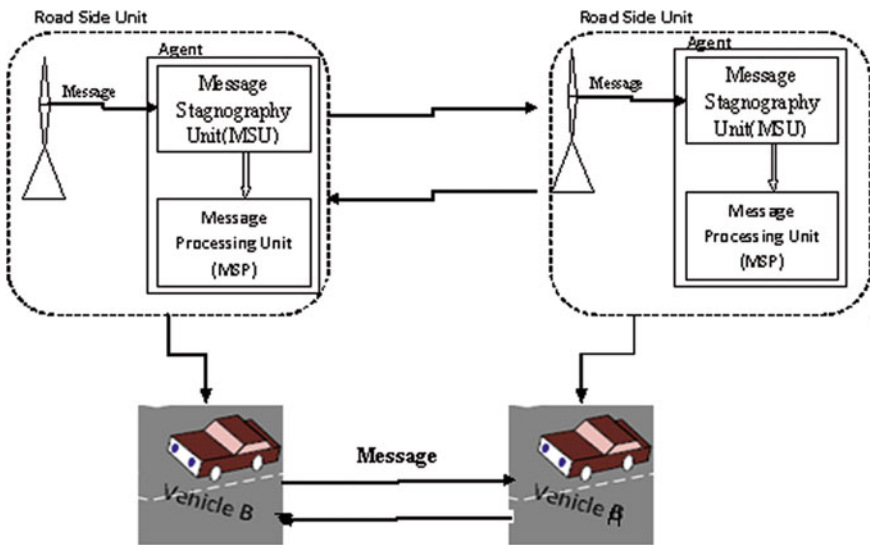 Road Side Unit
Agent
Message
Message
Stagnography
Unit(MSU)
Message
Processing Unit
(MSP)
Road Side Unit
Agent
Message
Message
Stagnography
Unit(MSU)
Message
Processing Unit
(MSP)
Message
Vehicle B
Vehicle